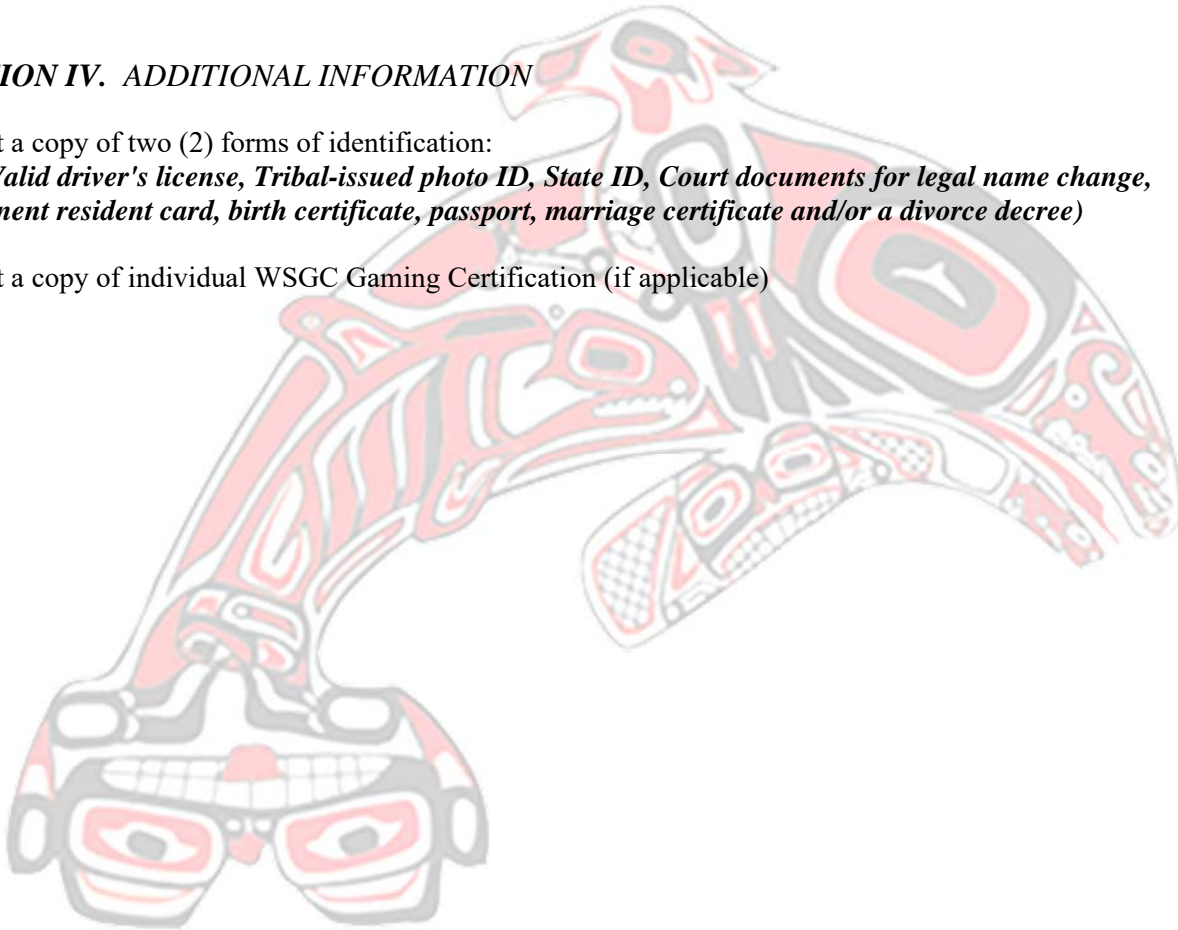 ION IV. ADDITIONAL INFORMATION
t a copy of two (2) forms of identification:
alid driver's license, Tribal-issued photo ID, State ID, Court documents for legal name change,
nent resident card, birth certificate, passport, marriage certificate and/or a divorce decree)
t a copy of individual WSGC Gaming Certification (if applicable)